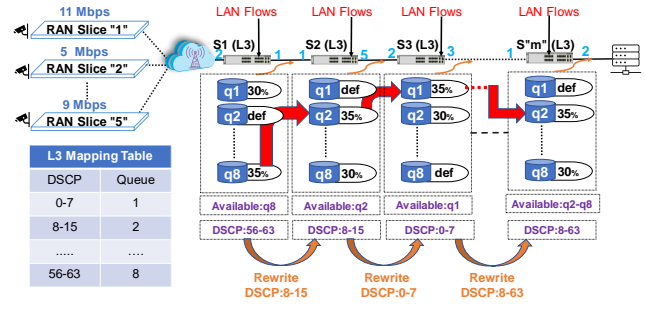 11 Mbps
RAN Slice "1"
5 Mbps
RAN Slice "2"
9 Mbps
RAN Slice "5"
LAN Flows LAN Flows LAN Flows LAN Flows
S1 (L3) S2 (L3) S3 (L3) S"m" (L3)
2 1 1 5 2 3 1 2
q1 30% q1 def q1 35% q1 def
q2 def q2 35% q2 30% q2 35%
q8 35% q8 30% q8 def q8 30%
Available:q8 Available:q2 Available:q1 Available:q2-q8
DSCP:56-63 DSCP:8-15 DSCP:0-7 DSCP:8-63
Rewrite Rewrite Rewrite
DSCP:8-15 DSCP:0-7 DSCP:8-63
L3 Mapping Table
DSCP Queue
0-7 1
8-15 2
..... ....
56-63 8